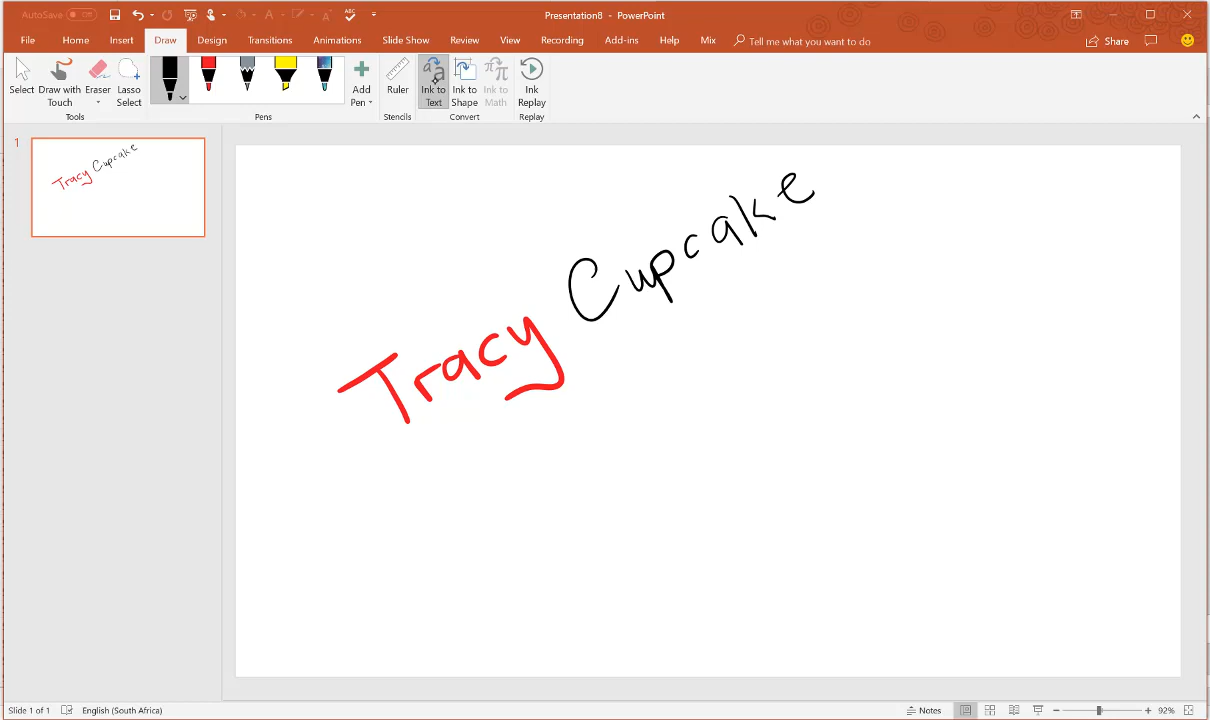 AutoSave
Presentation8 - PowerPoint
File Home Insert Draw Design Transitions Animations Slide Show Review View Recording Add-ins Help Mix Tell me what you want to do Share
Select
Draw with Touch
Eraser
Lasso Select
Add Pen
Ruler
Ink to Text
Ink to Shape
Ink to Math
Ink Replay
Tools Pens Stencils Convert Replay
1
Tracy Cupcake
Tracy Cupcake
Slide 1 of 1 English (South Africa) Notes 92%